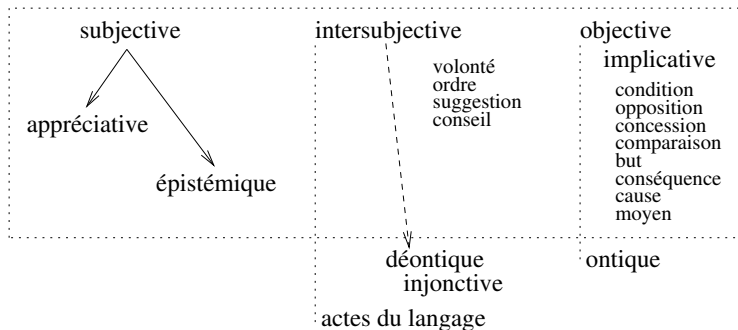 subjective
intersubjective
objective
implicative
volonté
ordre
suggestion
conseil
condition
opposition
concession
comparaison
but
conséquence
cause
moyen
appréciative
épistémique
déontique
injonctive
ontique
actes du langage